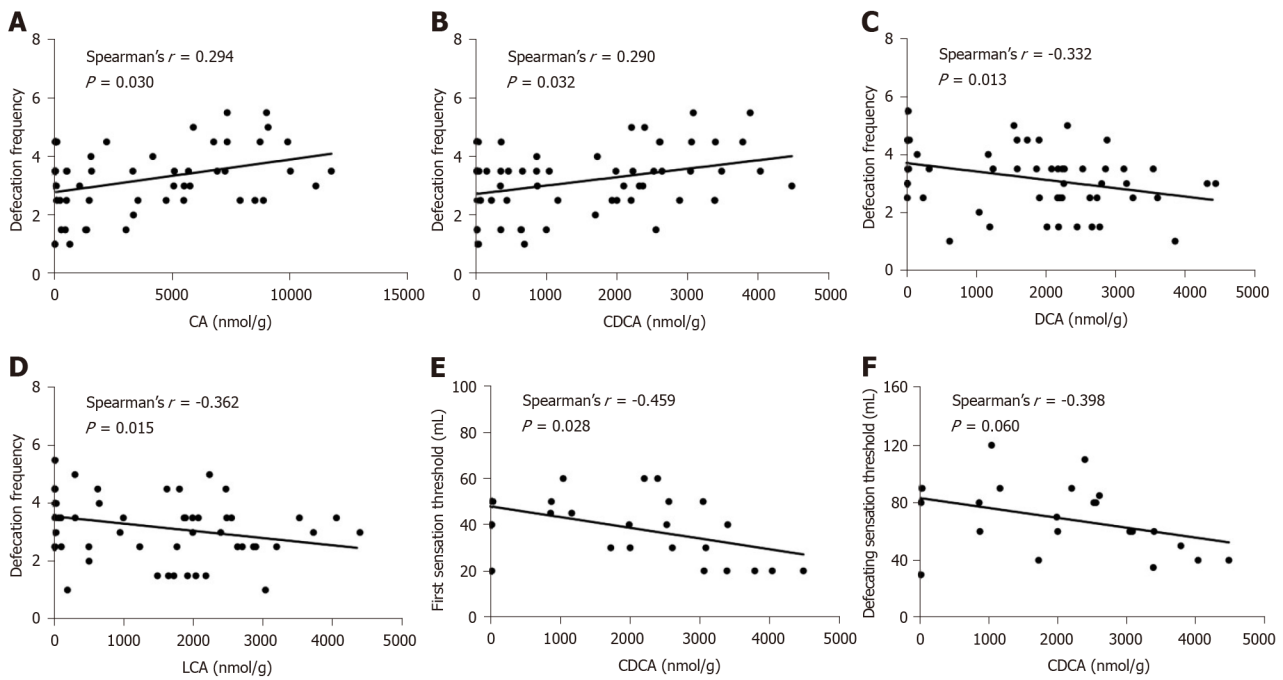 A
Spearman's r = 0.294
P = 0.030
Defecation frequency
8
6
4
2
0
0 5000 10000 15000
CA (nmol/g)
B
Spearman's r = 0.290
P = 0.032
Defecation frequency
8
6
4
2
0
0 1000 2000 3000 4000 5000
CDCA (nmol/g)
C
Spearman's r = -0.332
P = 0.013
Defecation frequency
8
6
4
2
0
0 1000 2000 3000 4000 5000
DCA (nmol/g)
D
Spearman's r = -0.362
P = 0.015
Defecation frequency
8
6
4
2
0
0 1000 2000 3000 4000 5000
LCA (nmol/g)
E
Spearman's r = -0.459
P = 0.028
First sensation threshold (mL)
100
80
60
40
20
0
0 1000 2000 3000 4000 5000
CDCA (nmol/g)
F
Spearman's r = -0.398
P = 0.060
Defecating sensation threshold (mL)
160
120
80
40
0
0 1000 2000 3000 4000 5000
CDCA (nmol/g)